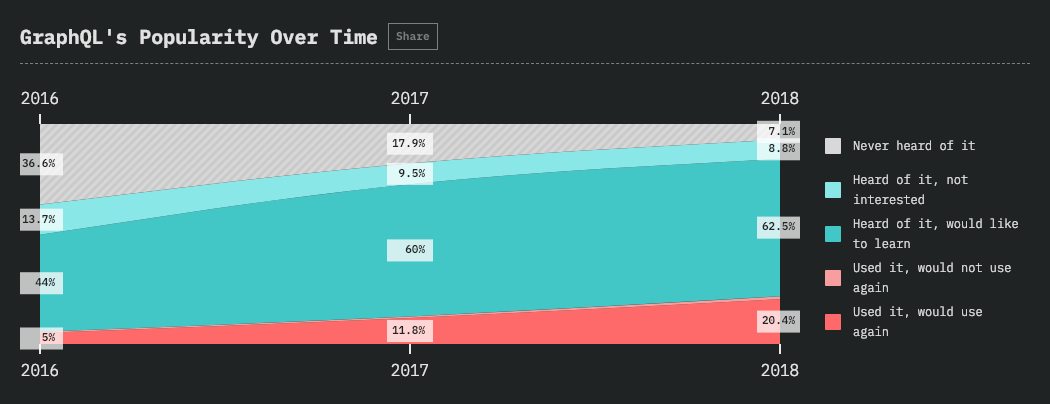 GraphQL's Popularity Over Time Share
2016 2017 2018
36.6% 17.9% 7.1%
13.7% 9.5% 8.8%
44% 60% 62.5%
5% 11.8% 20.4%
2016 2017 2018
Never heard of it
Heard of it, not
interested
Heard of it, would like
to learn
Used it, would not use
again
Used it, would use
again